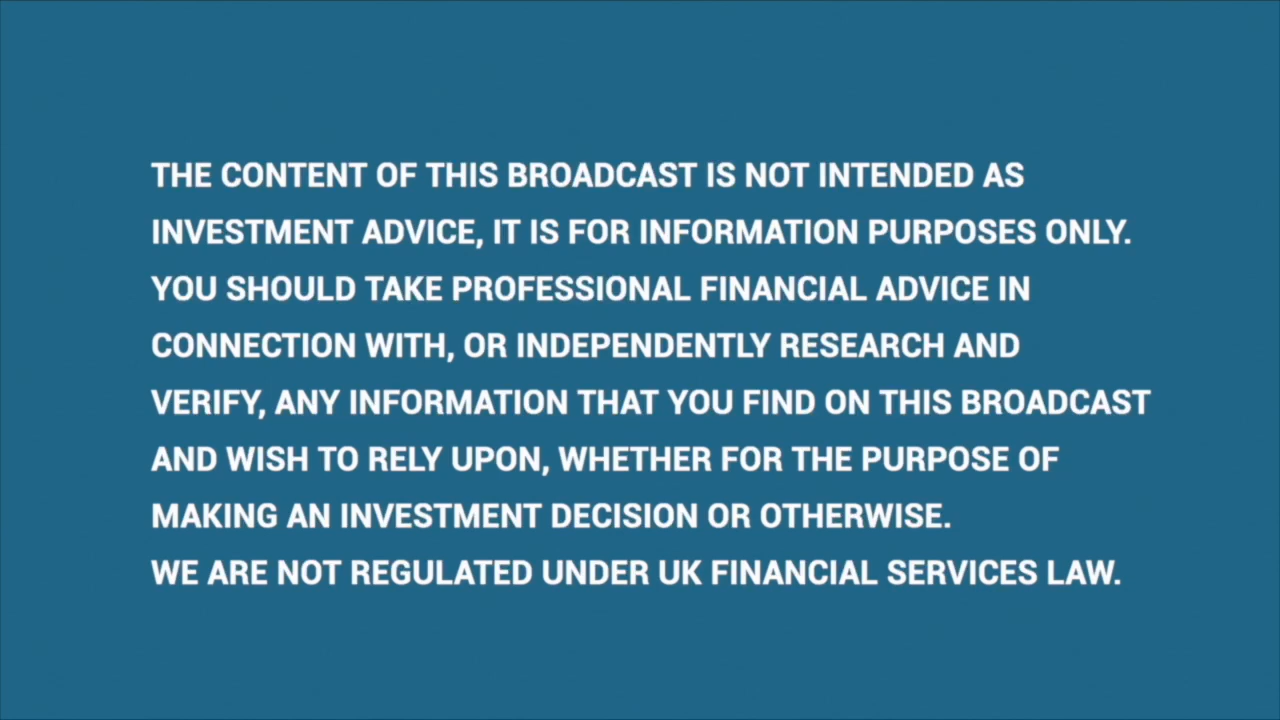 THE CONTENT OF THIS BROADCAST IS NOT INTENDED AS
INVESTMENT ADVICE, IT IS FOR INFORMATION PURPOSES ONLY.
YOU SHOULD TAKE PROFESSIONAL FINANCIAL ADVICE IN
CONNECTION WITH, OR INDEPENDENTLY RESEARCH AND
VERIFY, ANY INFORMATION THAT YOU FIND ON THIS BROADCAST
AND WISH TO RELY UPON, WHETHER FOR THE PURPOSE OF
MAKING AN INVESTMENT DECISION OR OTHERWISE.
WE ARE NOT REGULATED UNDER UK FINANCIAL SERVICES LAW.